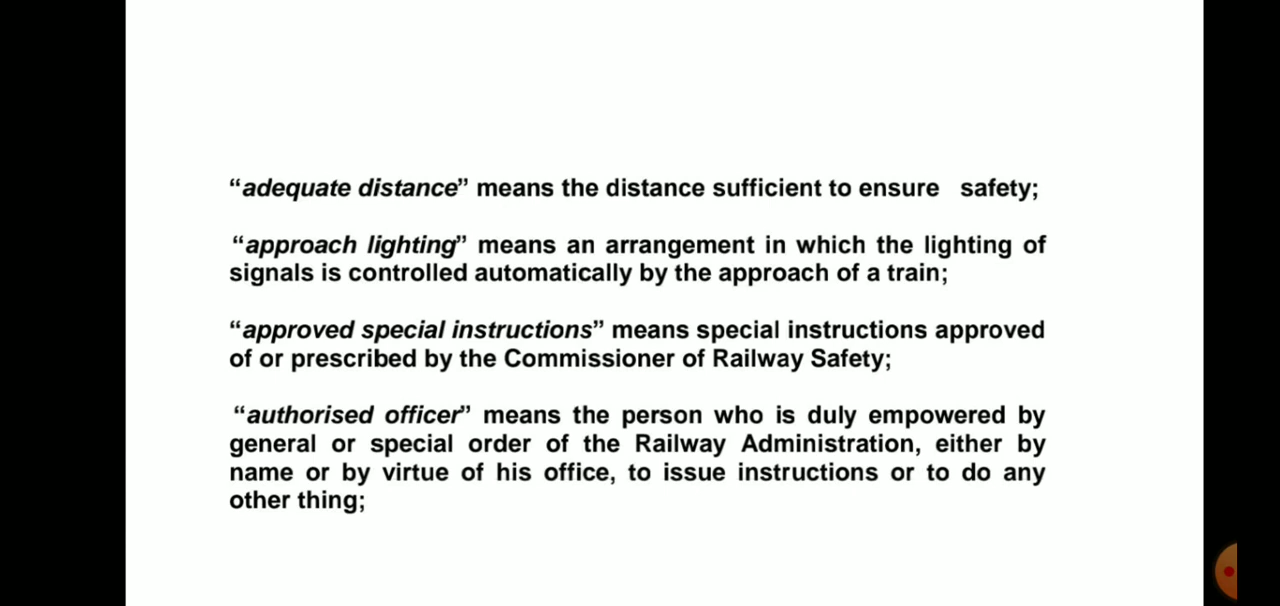 “adequate distance” means the distance sufficient to ensure safety;
“approach lighting” means an arrangement in which the lighting of
signals is controlled automatically by the approach of a train;
“approved special instructions” means special instructions approved
of or prescribed by the Commissioner of Railway Safety;
“authorised officer” means the person who is duly empowered by
general or special order of the Railway Administration, either by
name or by virtue of his office, to issue instructions or to do any
other thing;